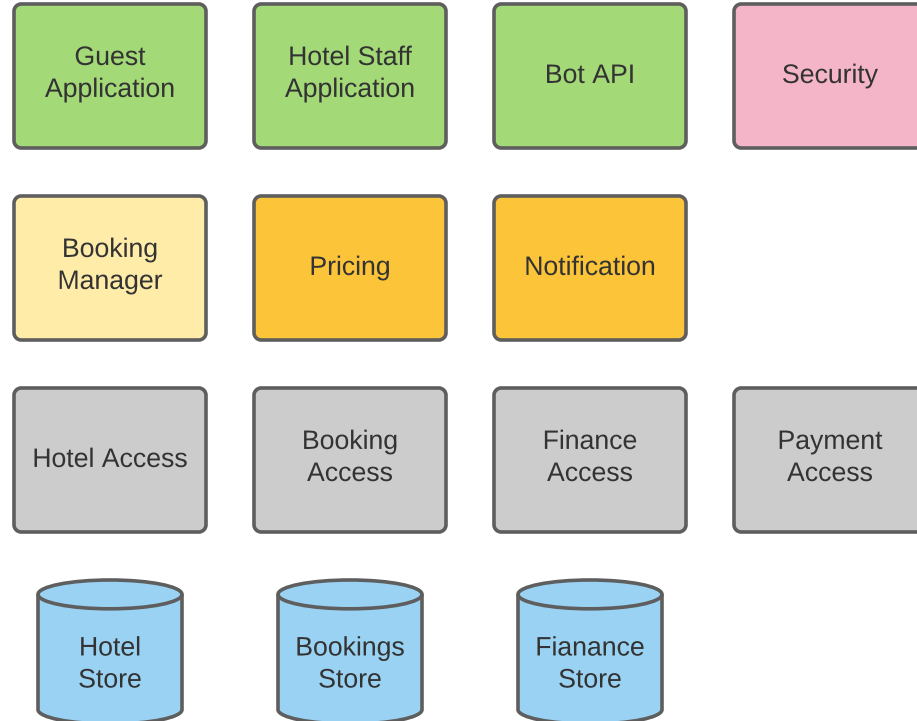 Guest
Application
Hotel Staff
Application
Bot API
Security
Booking
Manager
Pricing
Notification
Hotel Access
Booking
Access
Finance
Access
Payment
Access
Hotel
Store
Bookings
Store
Fianance
Store